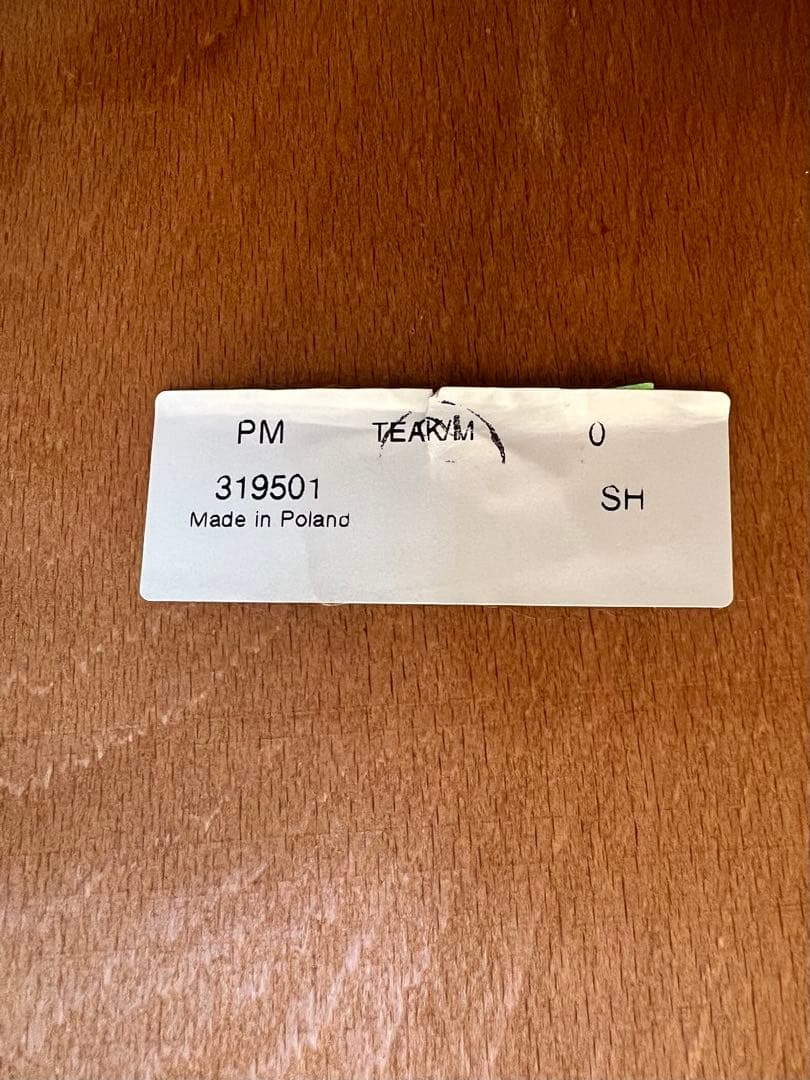 PM TEAK/M 0
319501 SH
Made in Poland